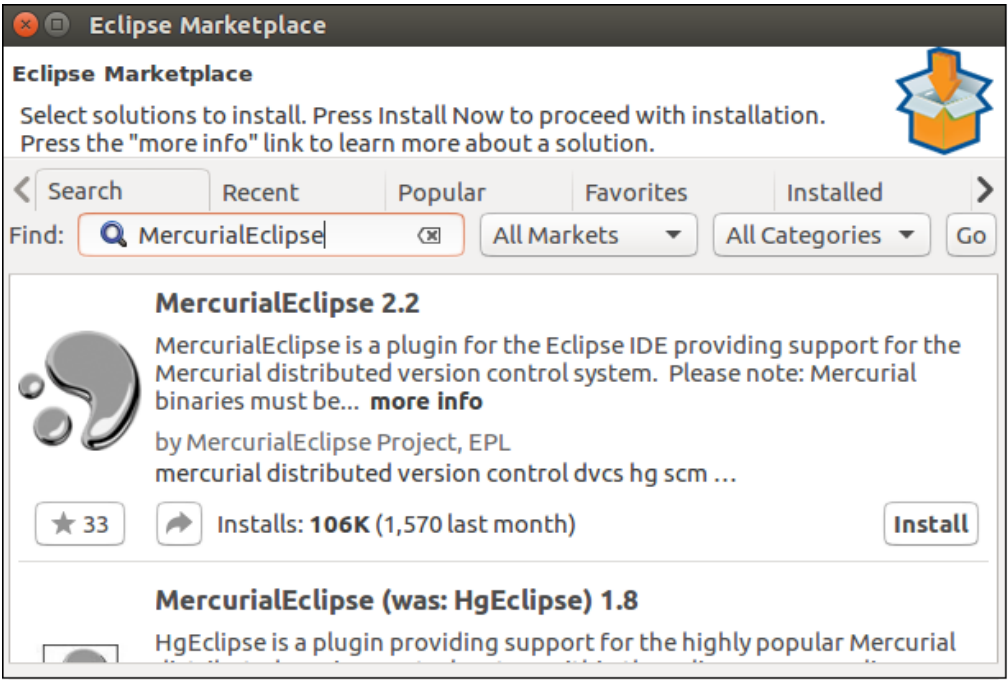 Eclipse Marketplace
Eclipse Marketplace
Select solutions to install. Press Install Now to proceed with installation.
Press the "more info" link to learn more about a solution.
Search Recent Popular Favorites Installed
Find: MercurialEclipse All Markets All Categories Go
MercurialEclipse 2.2
MercurialEclipse is a plugin for the Eclipse IDE providing support for the
Mercurial distributed version control system. Please note: Mercurial
binaries must be... more info
by MercurialEclipse Project, EPL
mercurial distributed version control dvcs hg scm ...
33 Installs: 106K (1,570 last month) Install
MercurialEclipse (was: HgEclipse) 1.8
HgEclipse is a plugin providing support for the highly popular Mercurial